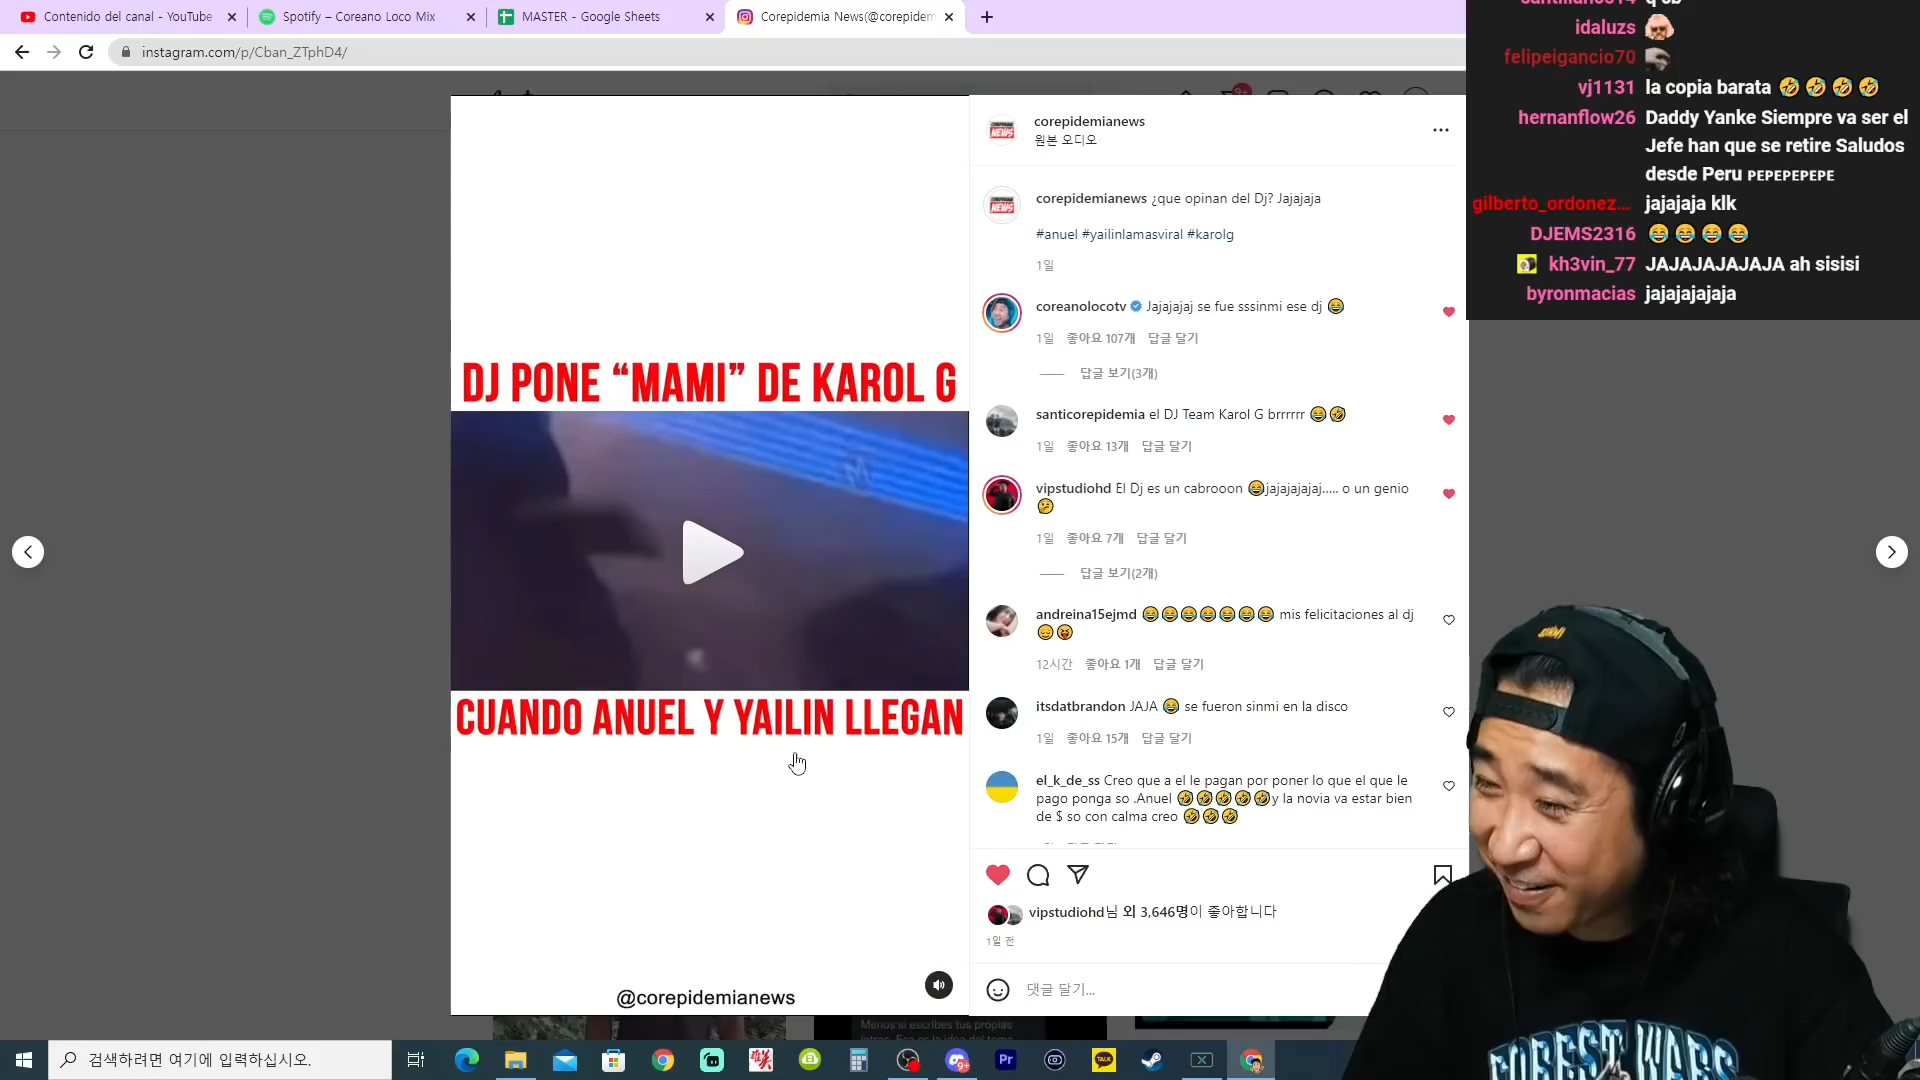 Contenido del canal - YouTube
Spotify – Coreano Loco Mix
MASTER - Google Sheets
Corepidemia News(@corepidem
instagram.com/p/Cban_ZTphD4/
9+
DJ PONE “MAMI” DE KAROL G
CUANDO ANUEL Y YAILIN LLEGAN
@corepidemianews
corepidemianews
원본 오디오
NEWS
corepidemianews ¿que opinan del Dj? Jajajaja
#anuel #yailinlamasviral #karolg
1일
coreanolocotv Jajajajaj se fue sssinmi ese dj 😂
1일 좋아요 107개 답글 달기
답글 보기(3개)
santicorepidemia el DJ Team Karol G brrrrrr 😂🤣
1일 좋아요 13개 답글 달기
vipstudiohd El Dj es un cabrooon 😂jajajajajaj..... o un genio
🤔
1일 좋아요 7개 답글 달기
답글 보기(2개)
andreina15ejmd 😂😂😂😂😂😂😂 mis felicitaciones al dj
😏😝
12시간 좋아요 1개 답글 달기
itsdatbrandon JAJA 😂 se fueron sinmi en la disco
1일 좋아요 15개 답글 달기
el_k_de_ss Creo que a el le pagan por poner lo que el que le
pago ponga so .Anuel 🤣🤣🤣🤣🤣y la novia va estar bien
de $ so con calma creo 🤣🤣🤣
vipstudiohd님 외 3,646명이 좋아합니다
1일 전
댓글 달기...
idaluzs
felipeigancio70
vj1131 la copia barata 🤣🤣🤣🤣
hernanflow26 Daddy Yanke Siempre va ser el
Jefe han que se retire Saludos
desde Peru ᴘᴇᴘᴇᴘᴇᴘᴇᴘᴇ
gilberto_ordonez... jajajaja klk
DJEMS2316 😂😂😂😂
kh3vin_77 JAJAJAJAJAJA ah sisisi
byronmacias jajajajajaja
Menos si escribes tus propias
검색하려면 여기에 입력하십시오.
9+
Pr
TALK